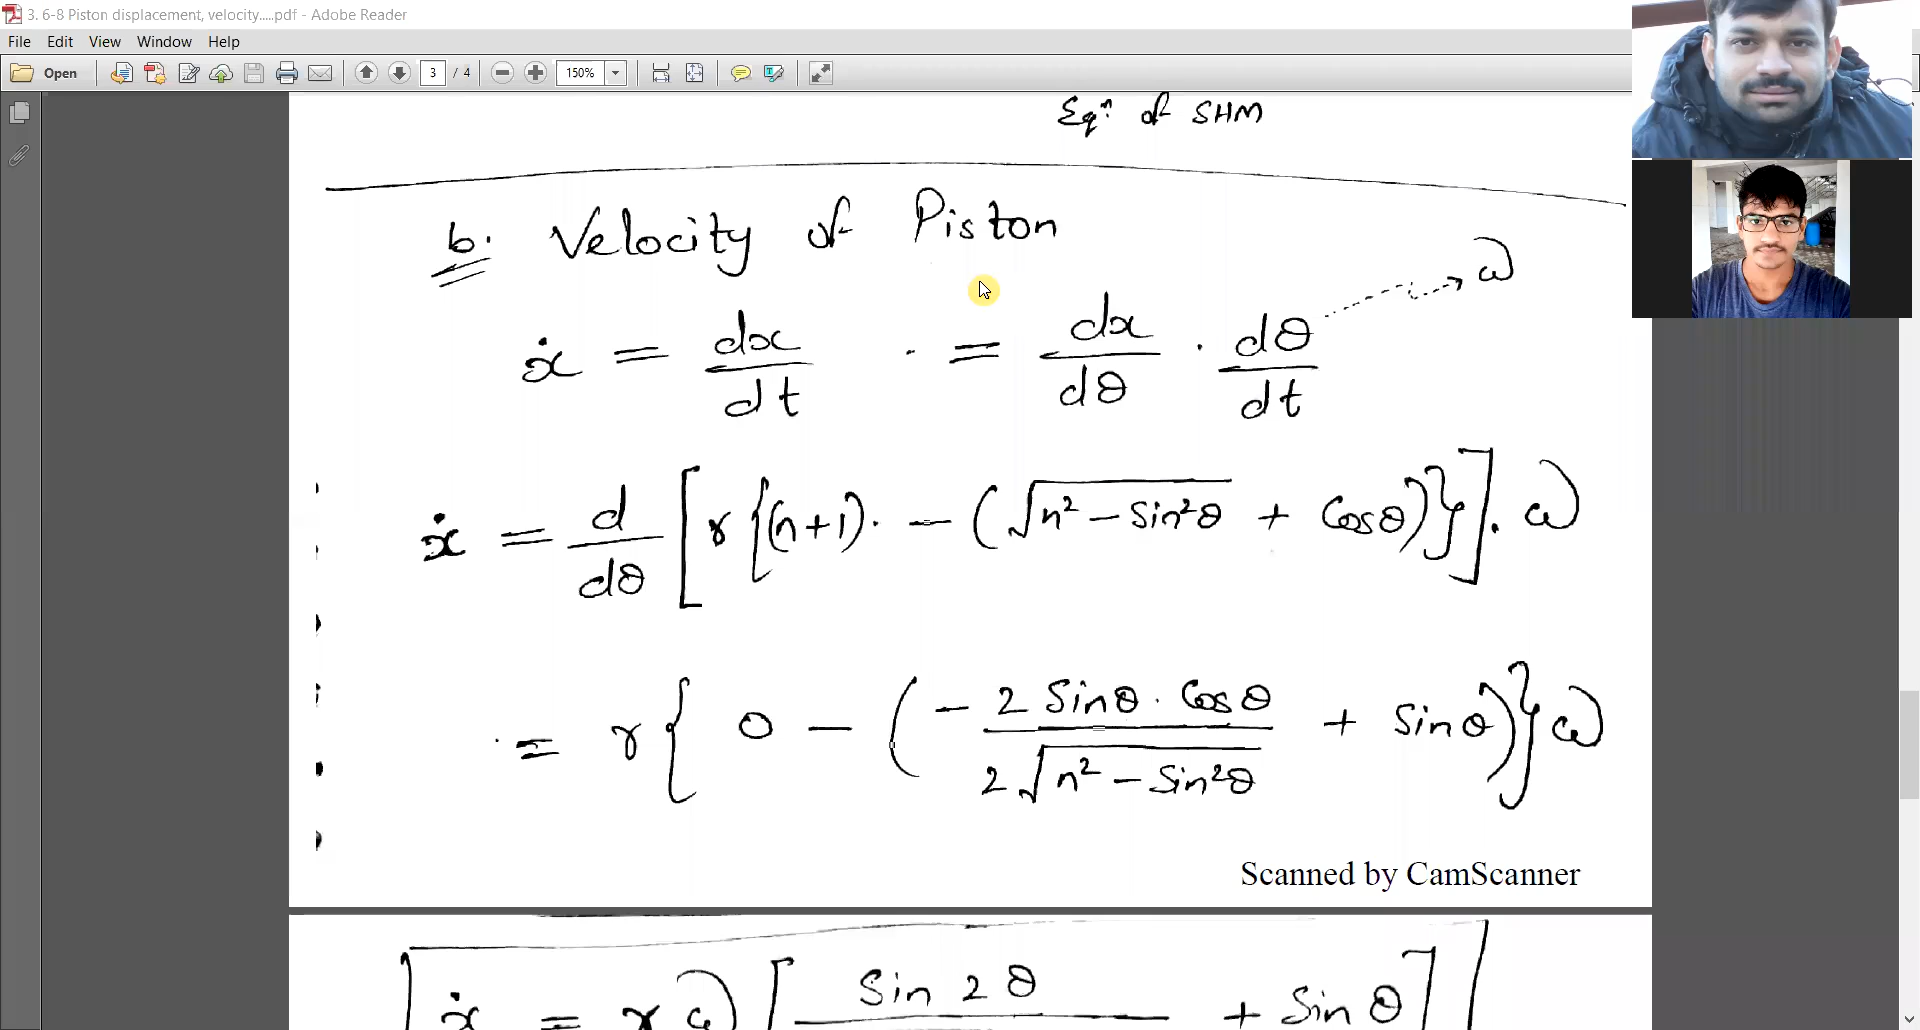 3. 6-8 Piston displacement, velocity.....pdf - Adobe Reader
File Edit View Window Help
Open 3 / 4 150%
Eqⁿ of SHM
b. Velocity of Piston
ẋ = dx/dt = dx/dθ · dθ/dt ω
ẋ = d/dθ [r{(n+1) - (√(n² - Sin²θ) + Cosθ)}]. ω
= r{ 0 - (- 2 Sinθ · Cosθ / 2√(n² - Sin²θ) + Sinθ)}ω
Scanned by CamScanner
ẋ = rω [ Sin 2θ + Sinθ]